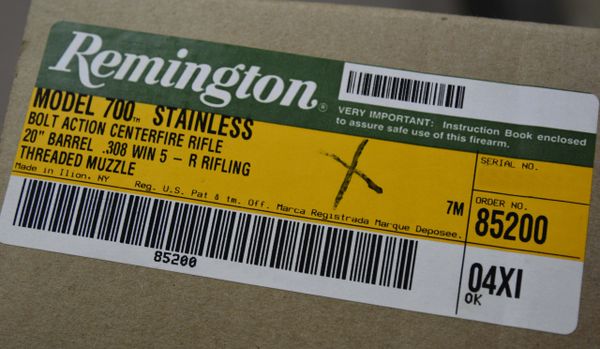 Remington®
VERY IMPORTANT: Instruction Book enclosed
to assure safe use of this firearm.
MODEL 700™ STAINLESS
BOLT ACTION CENTERFIRE RIFLE
20" BARREL .308 WIN 5 - R RIFLING
THREADED MUZZLE
Made in Ilion, NY
Reg. U.S. Pat & tm. Off. Marca Registrada Marque Deposee.
7M
SERIAL NO.
ORDER NO.
85200
85200
04XI
OK